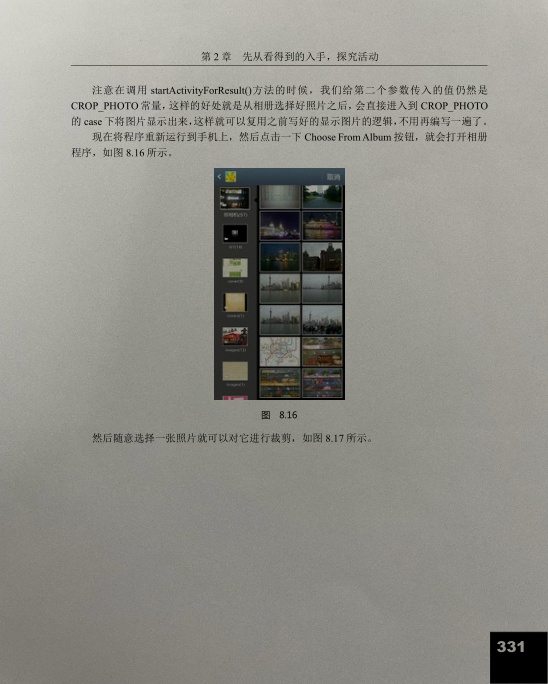 第 2 章 先从看得到的入手，探究活动
注意在调用 startActivityForResult()方法的时候，我们给第二个参数传入的值仍然是
CROP_PHOTO 常量，这样的好处就是从相册选择好照片之后，会直接进入到 CROP_PHOTO
的 case 下将图片显示出来，这样就可以复用之前写好的显示图片的逻辑，不用再编写一遍了。
现在将程序重新运行到手机上，然后点击一下 Choose From Album 按钮，就会打开相册
程序，如图 8.16 所示。
取消
图 8.16
然后随意选择一张照片就可以对它进行裁剪，如图 8.17 所示。
331